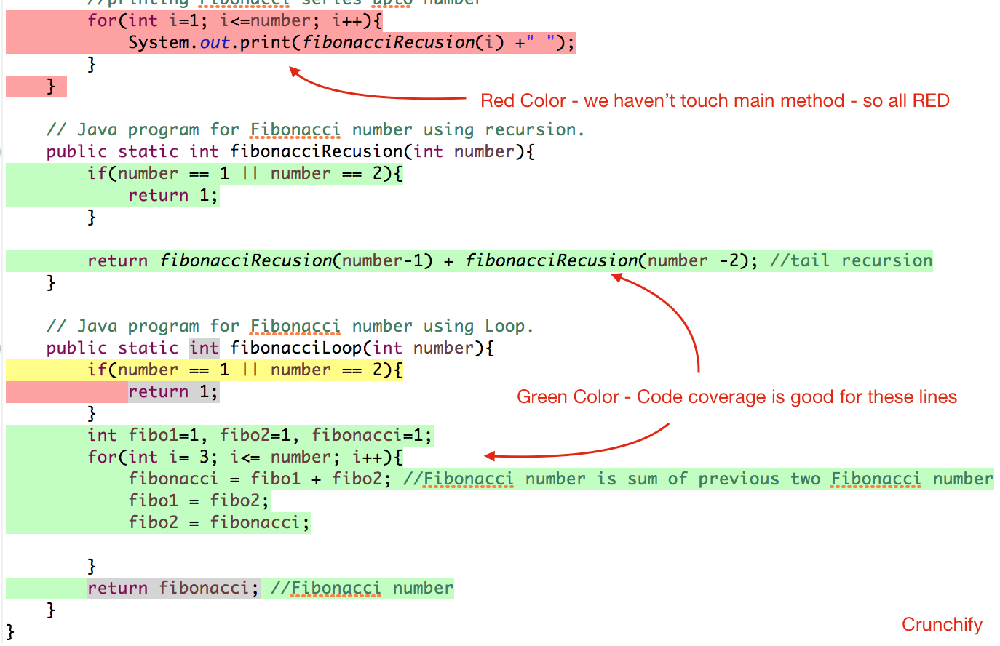 //printing Fibonacci series upto number
for(int i=1; i<=number; i++){
System.out.print(fibonacciRecusion(i) +" ");
}
}
Red Color - we haven’t touch main method - so all RED
// Java program for Fibonacci number using recursion.
public static int fibonacciRecusion(int number){
if(number == 1 || number == 2){
return 1;
}
return fibonacciRecusion(number-1) + fibonacciRecusion(number -2); //tail recursion
}
// Java program for Fibonacci number using Loop.
public static int fibonacciLoop(int number){
if(number == 1 || number == 2){
return 1;
Green Color - Code coverage is good for these lines
}
int fibo1=1, fibo2=1, fibonacci=1;
for(int i= 3; i<= number; i++){
fibonacci = fibo1 + fibo2; //Fibonacci number is sum of previous two Fibonacci number
fibo1 = fibo2;
fibo2 = fibonacci;
}
return fibonacci; //Fibonacci number
}
Crunchify
}